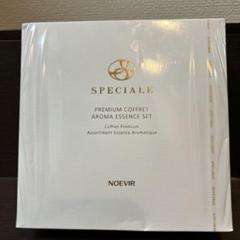 SPECIALE
PREMIUM COFFRET
AROMA ESSENCE SET
Coffret Premium
Assortiment Essence Aromatique
NOEVIR